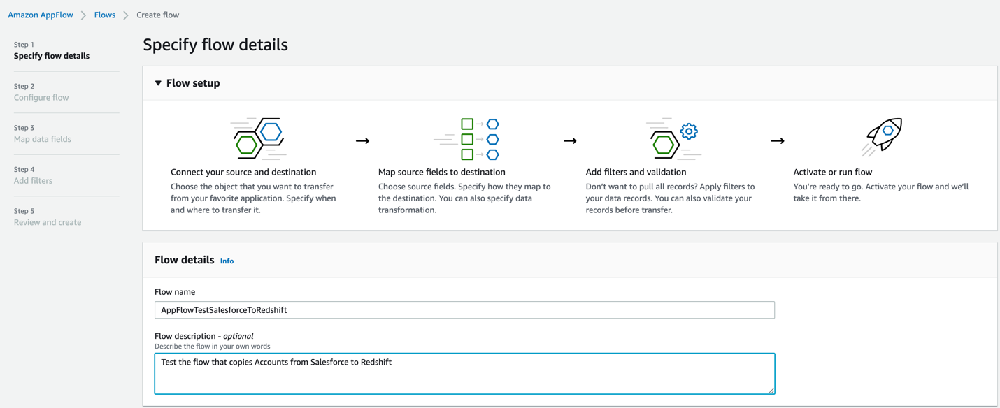 Amazon AppFlow
Flows
Create flow
Step 1
Specify flow details
Step 2
Configure flow
Step 3
Map data fields
Step 4
Add filters
Step 5
Review and create
Specify flow details
Flow setup
Connect your source and destination
Choose the object that you want to transfer
from your favorite application. Specify when
and where to transfer it.
Map source fields to destination
Choose source fields. Specify how they map to
the destination. You can also specify data
transformation.
Add filters and validation
Don’t want to pull all records? Apply filters to
your data records. You can also validate your
records before transfer.
Activate or run flow
You’re ready to go. Activate your flow and we’ll
take it from there.
Flow details Info
Flow name
AppFlowTestSalesforceToRedshift
Flow description - optional
Describe the flow in your own words
Test the flow that copies Accounts from Salesforce to Redshift